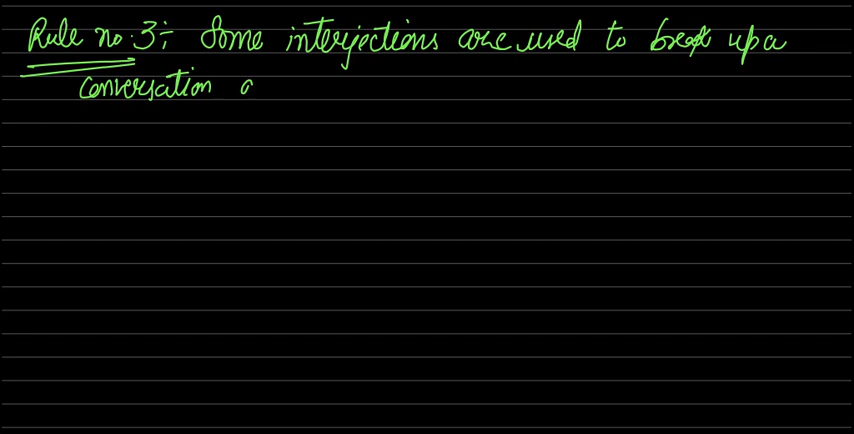 Rule no. 3:- Some interjections are used to break up a
conversation o